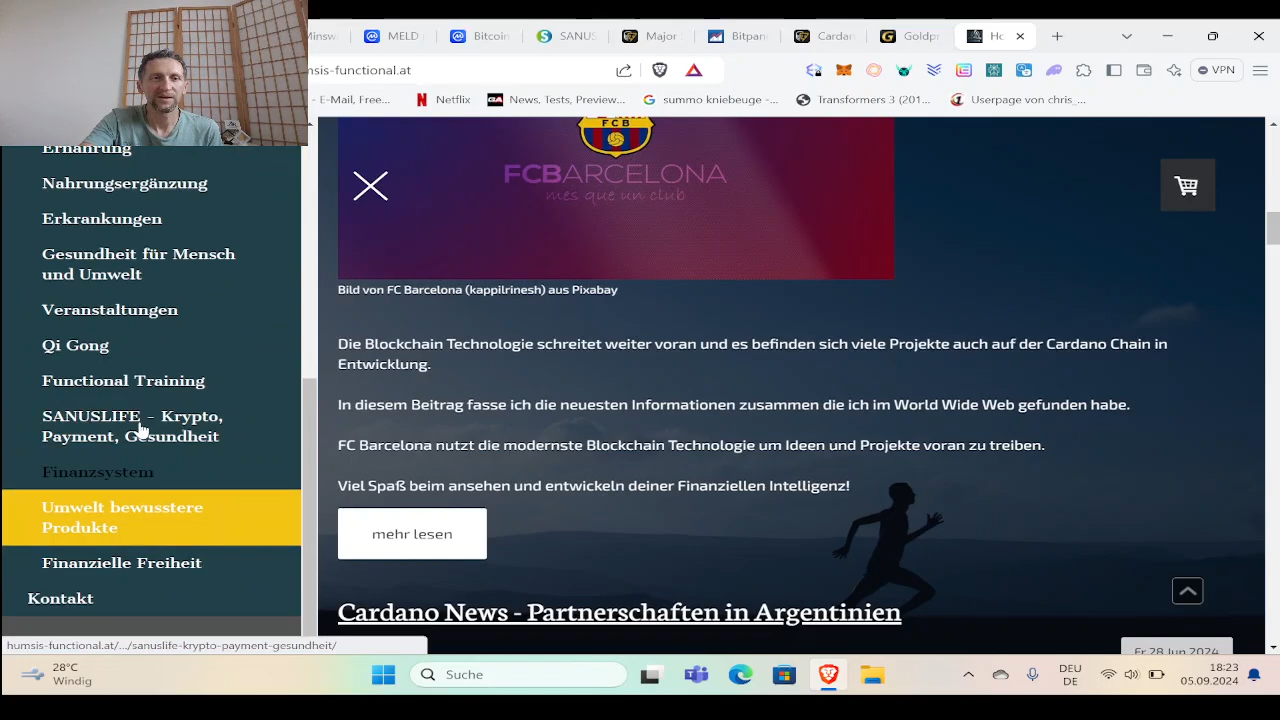 Minsw
MELD
Bitcoin
SANUS
Major
Bitpan
Cardan
Goldpr
Ho
msis-functional.at
VPN
- E-Mail, Free...
Netflix
News, Tests, Preview...
summo kniebeuge -...
Transformers 3 (201...
Userpage von chris_...
Ernährung
Nahrungsergänzung
Erkrankungen
Gesundheit für Mensch
und Umwelt
Veranstaltungen
Qi Gong
Functional Training
SANUSLIFE - Krypto,
Payment, Gesundheit
Finanzsystem
Umwelt bewusstere
Produkte
Finanzielle Freiheit
Kontakt
humsis-functional.at/.../sanuslife-krypto-payment-gesundheit/
FCB
FCBARCELONA
mes que un club
Bild von FC Barcelona (kappilrinesh) aus Pixabay
Die Blockchain Technologie schreitet weiter voran und es befinden sich viele Projekte auch auf der Cardano Chain in
Entwicklung.
In diesem Beitrag fasse ich die neuesten Informationen zusammen die ich im World Wide Web gefunden habe.
FC Barcelona nutzt die modernste Blockchain Technologie um Ideen und Projekte voran zu treiben.
Viel Spaß beim ansehen und entwickeln deiner Finanziellen Intelligenz!
mehr lesen
Cardano News - Partnerschaften in Argentinien
Fr 28 Jun 2024
28°C
Windig
Suche
DEU
DE
18:23
05.09.2024